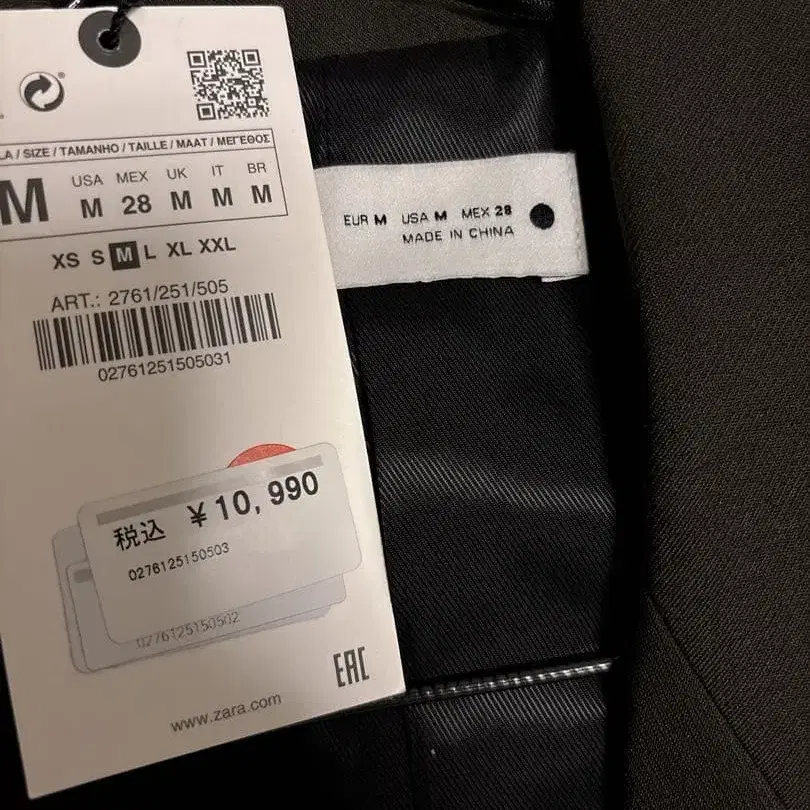 / SIZE / TAMANHO / TAILLE / MAAT / ΜΕΓΕΘΟΣ
M
USA MEX UK IT BR
M 28 M M M
XS S M L XL XXL
ART.: 2761/251/505
02761251505031
税込 ¥10,990
0276125150503
0276125150502
EAC
www.zara.com
EUR M USA M MEX 28
MADE IN CHINA